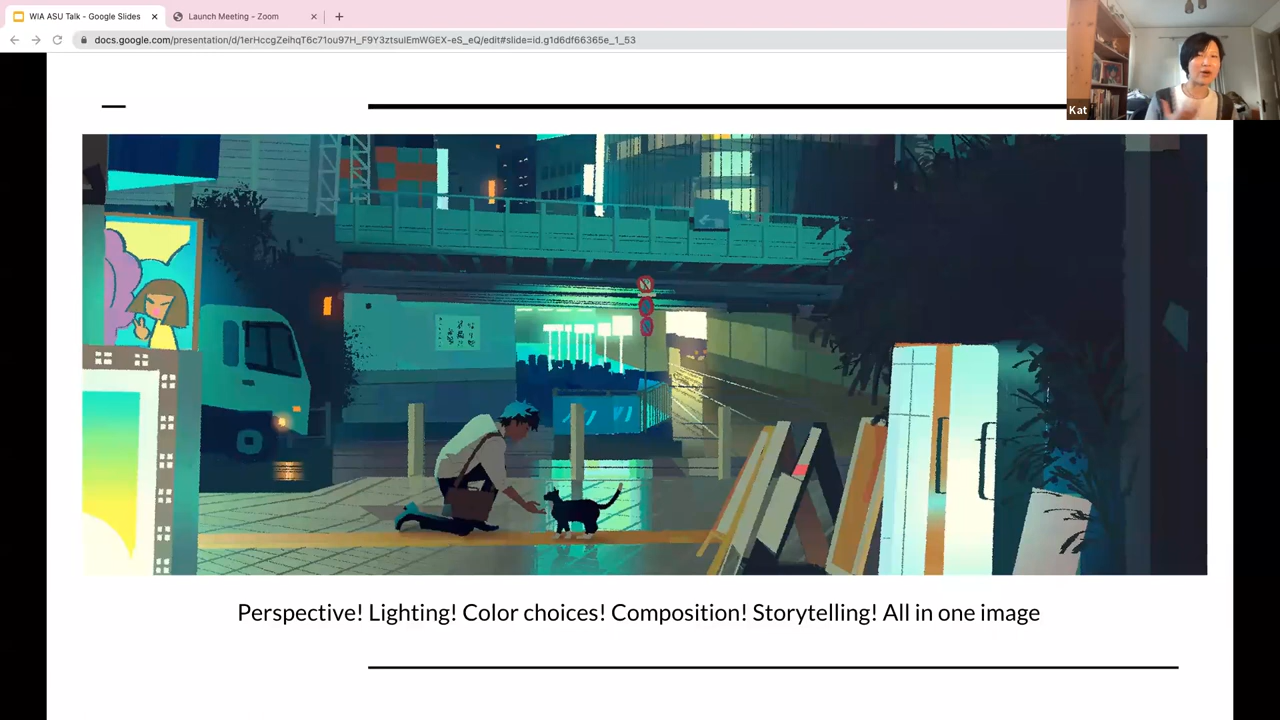 WIA ASU Talk - Google Slides
Launch Meeting - Zoom
docs.google.com/presentation/d/1erHccgZeihqT6c71ou97H_F9Y3ztsuIEmWGEX-eS_eQ/edit#slide=id.g1d6df66365e_1_53
Kat
Perspective! Lighting! Color choices! Composition! Storytelling! All in one image